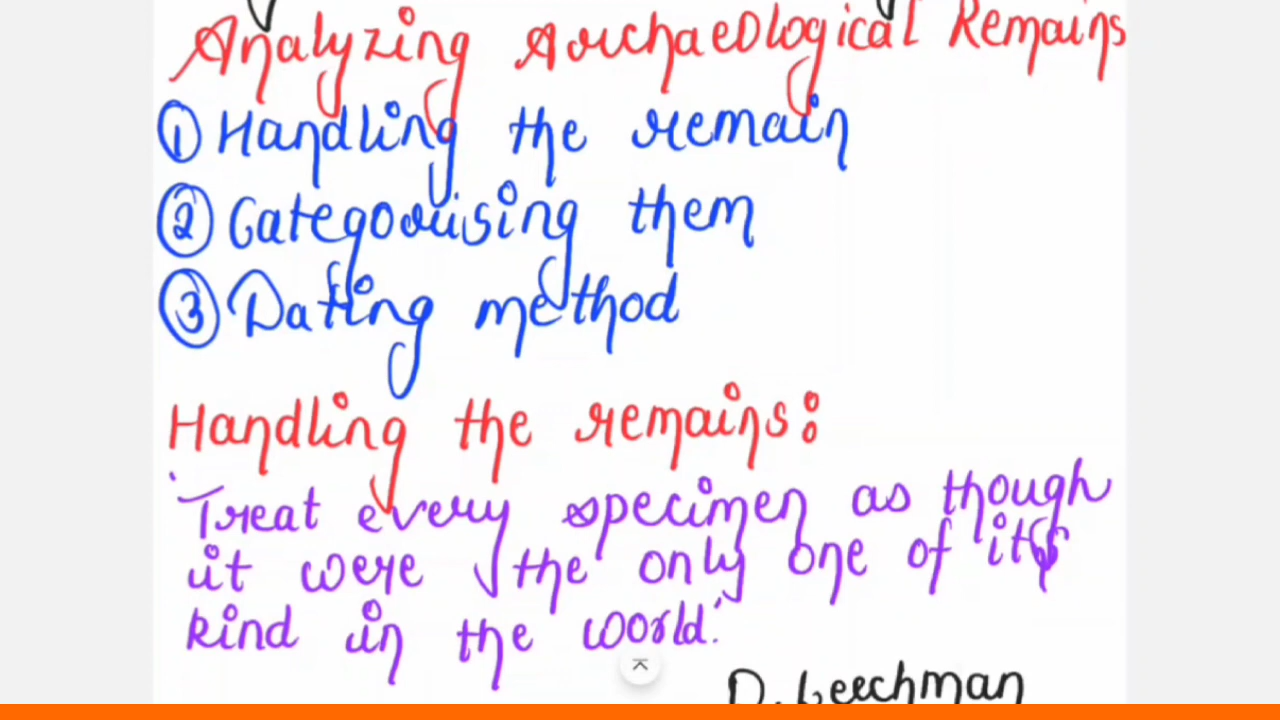 Analyzing Archaeological Remains
① Handling the remain
② Categorising them
③ Dating method
Handling the remains:
'Treat every specimen as though
it were the only one of its
kind in the world.'
D. Leechman